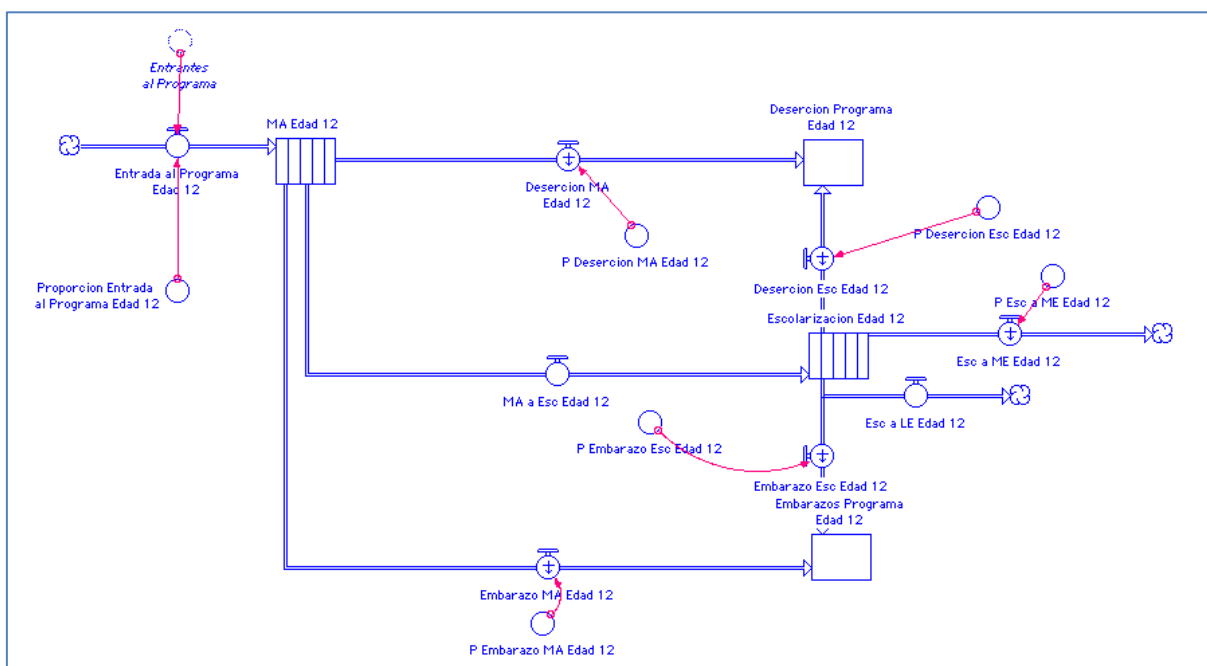 Entrantes
al Programa
MA Edad 12
Desercion Programa
Edad 12
Entrada al Programa
Edad 12
Desercion MA
Edad 12
P Desercion MA Edad 12
P Desercion Esc Edad 12
Proporcion Entrada
al Programa Edad 12
Desercion Esc Edad 12
P Esc a ME Edad 12
Escolarizacion Edad 12
Esc a ME Edad 12
MA a Esc Edad 12
Esc a LE Edad 12
P Embarazo Esc Edad 12
Embarazo Esc Edad 12
Embarazos Programa
Edad 12
Embarazo MA Edad 12
P Embarazo MA Edad 12